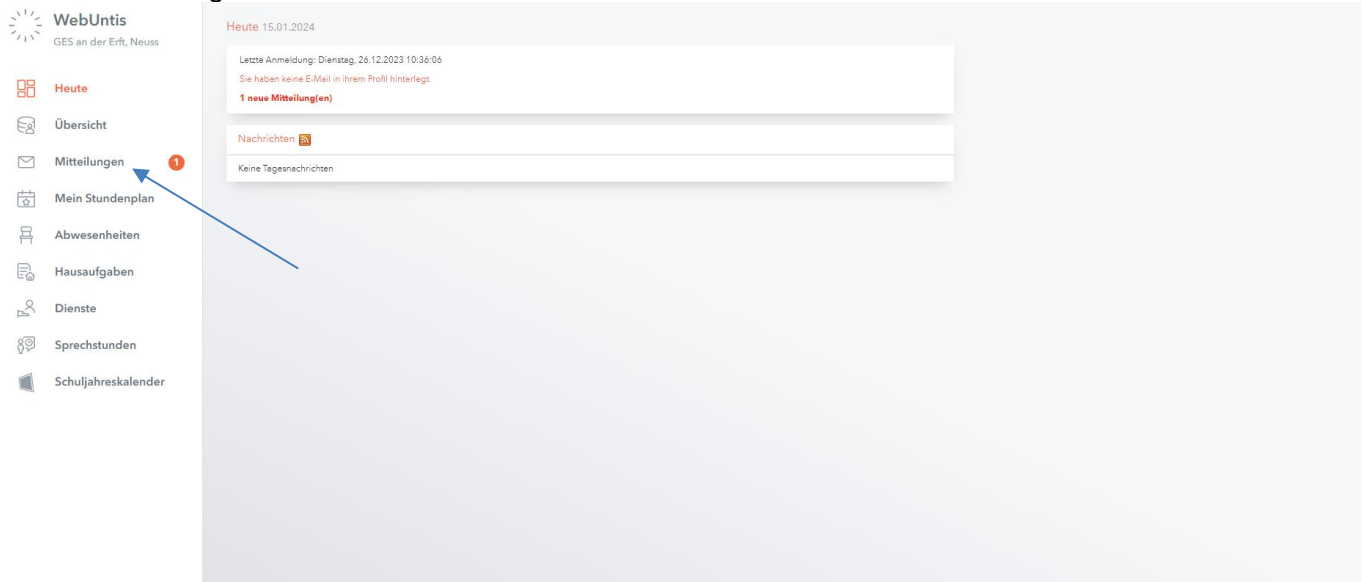 WebUntis
GES an der Erft, Neuss
Heute
Übersicht
Mitteilungen 1
Mein Stundenplan
Abwesenheiten
Hausaufgaben
Dienste
Sprechstunden
Schuljahreskalender
Heute 15.01.2024
Letzte Anmeldung: Dienstag, 26.12.2023 10:36:06
Sie haben keine E-Mail in ihrem Profil hinterlegt.
1 neue Mitteilung(en)
Nachrichten
Keine Tagesnachrichten